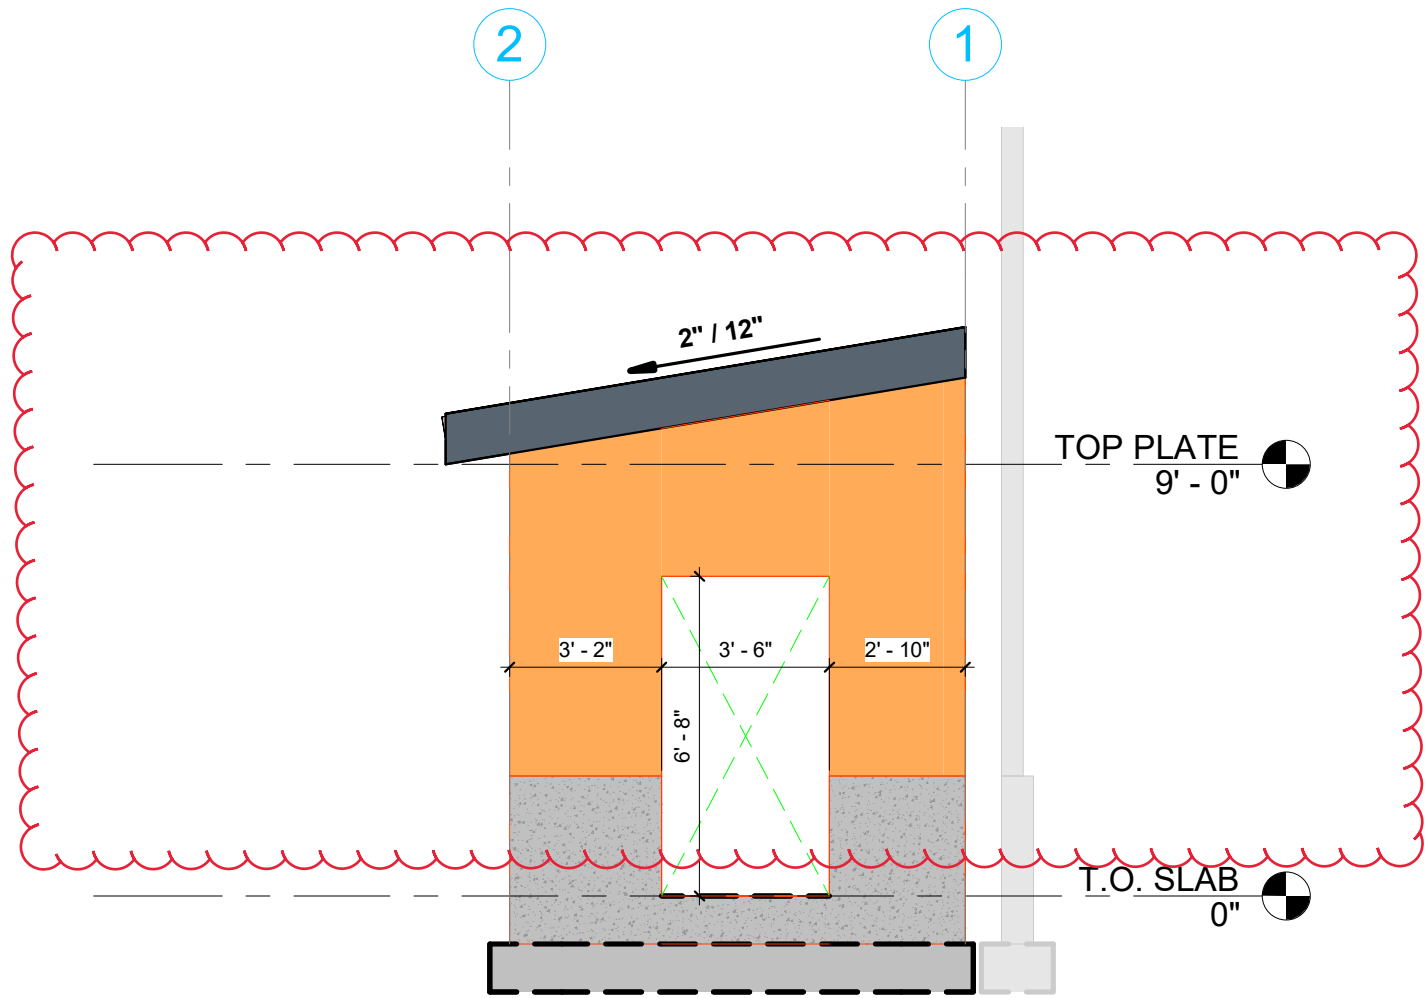 2
1
2" / 12"
TOP PLATE
9' - 0"
3' - 2"
3' - 6"
2' - 10"
6' - 8"
T.O. SLAB
0"